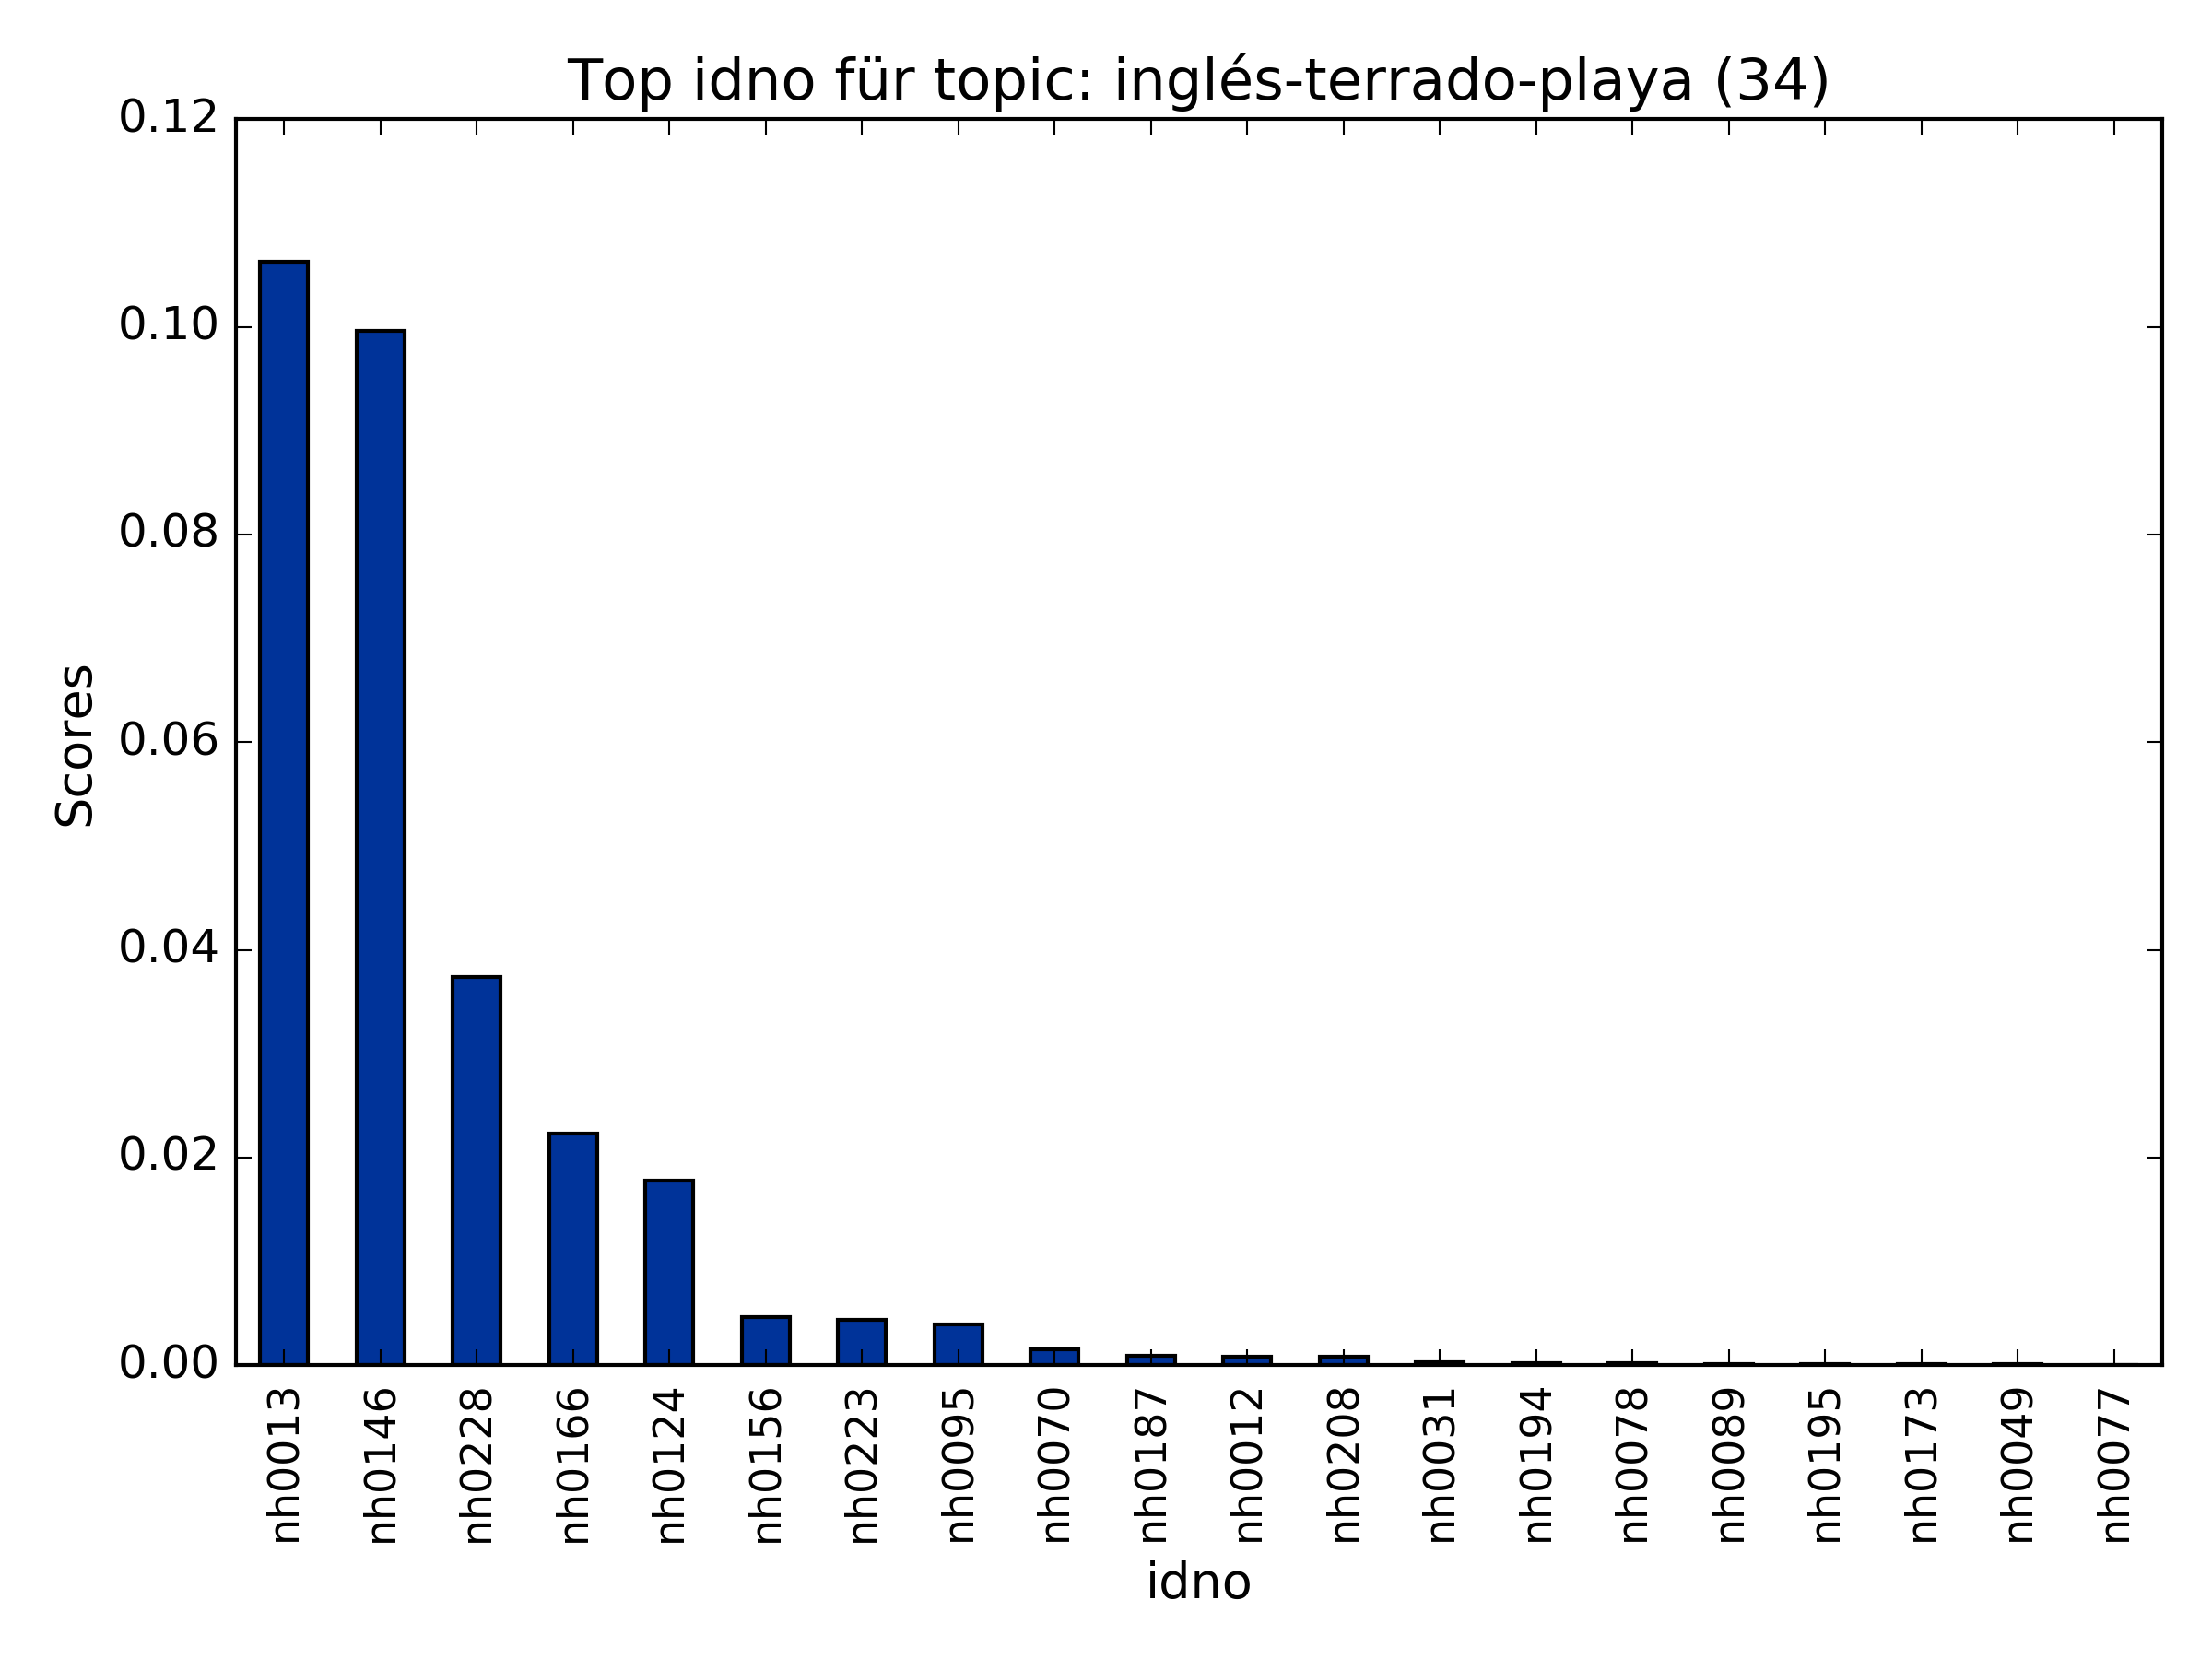 Top idno für topic: inglés-terrado-playa (34)
0.12
0.10
0.08
0.06
0.04
0.02
0.00
Scores
nh0013
nh0146
nh0228
nh0166
nh0124
nh0156
nh0223
nh0095
nh0070
nh0187
nh0012
nh0208
nh0031
nh0194
nh0078
nh0089
nh0195
nh0173
nh0049
nh0077
idno